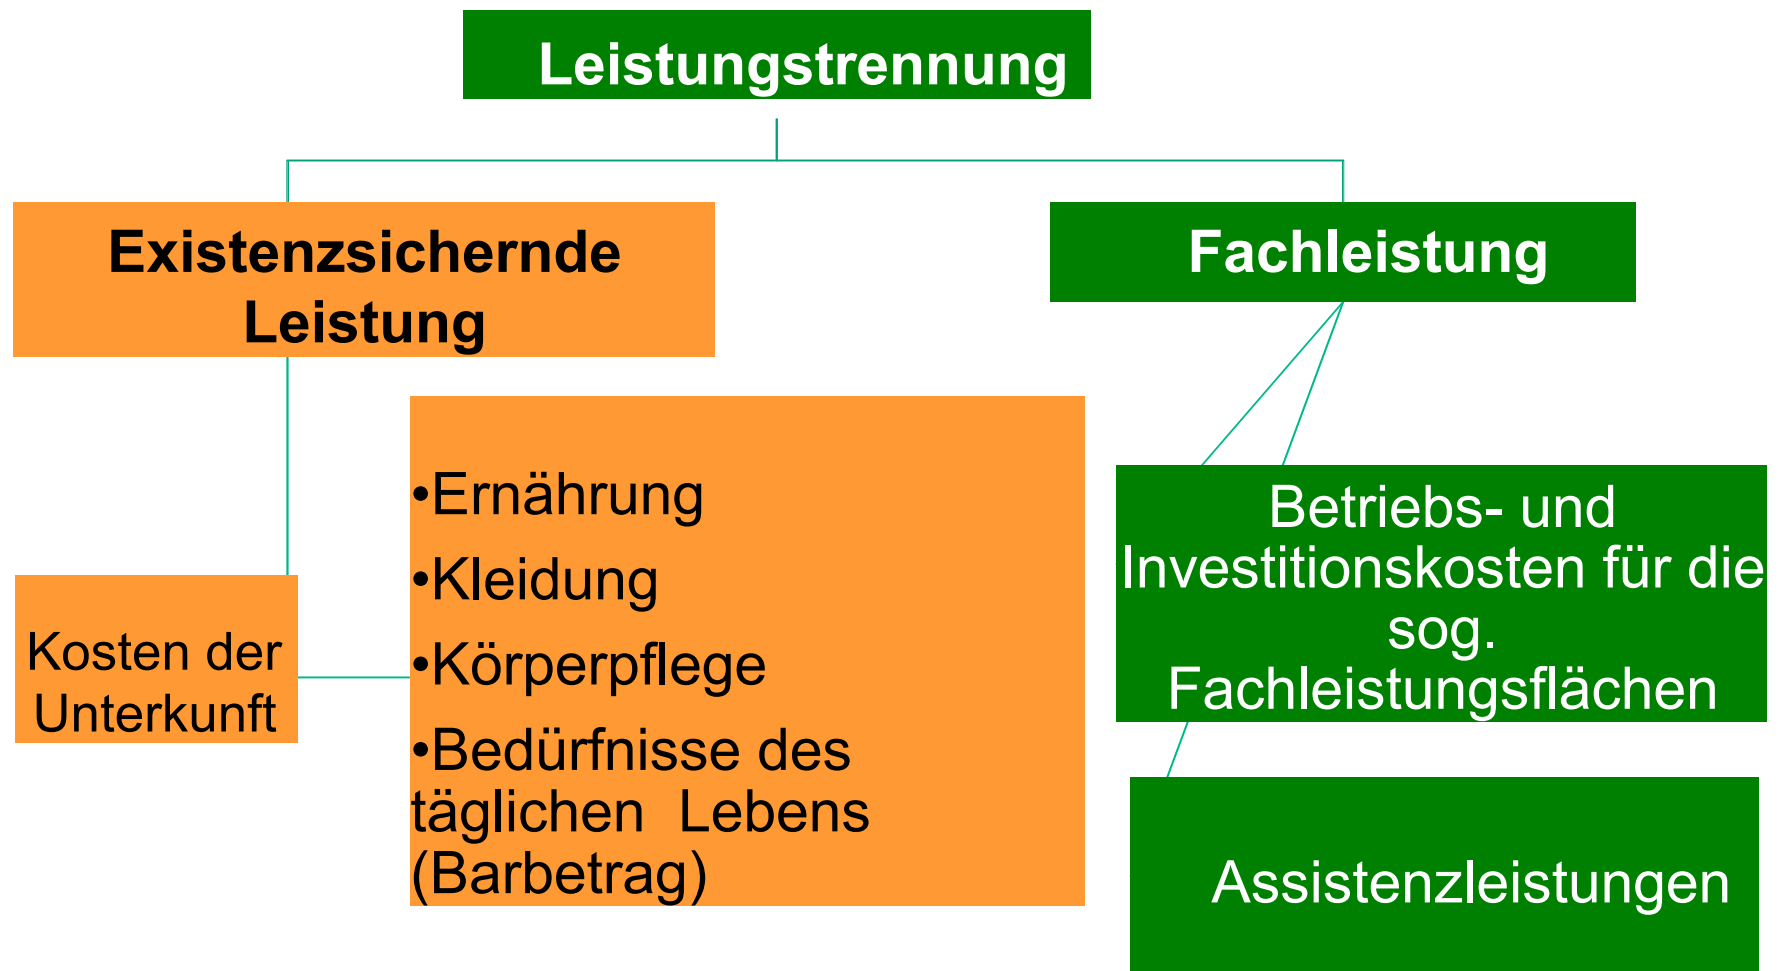 Leistungstrennung
Existenzsichernde
Leistung
Fachleistung
Kosten der
Unterkunft
•Ernährung
•Kleidung
•Körperpflege
•Bedürfnisse des
täglichen  Lebens
(Barbetrag)
Betriebs- und
Investitionskosten für die
sog.
Fachleistungsflächen
Assistenzleistungen